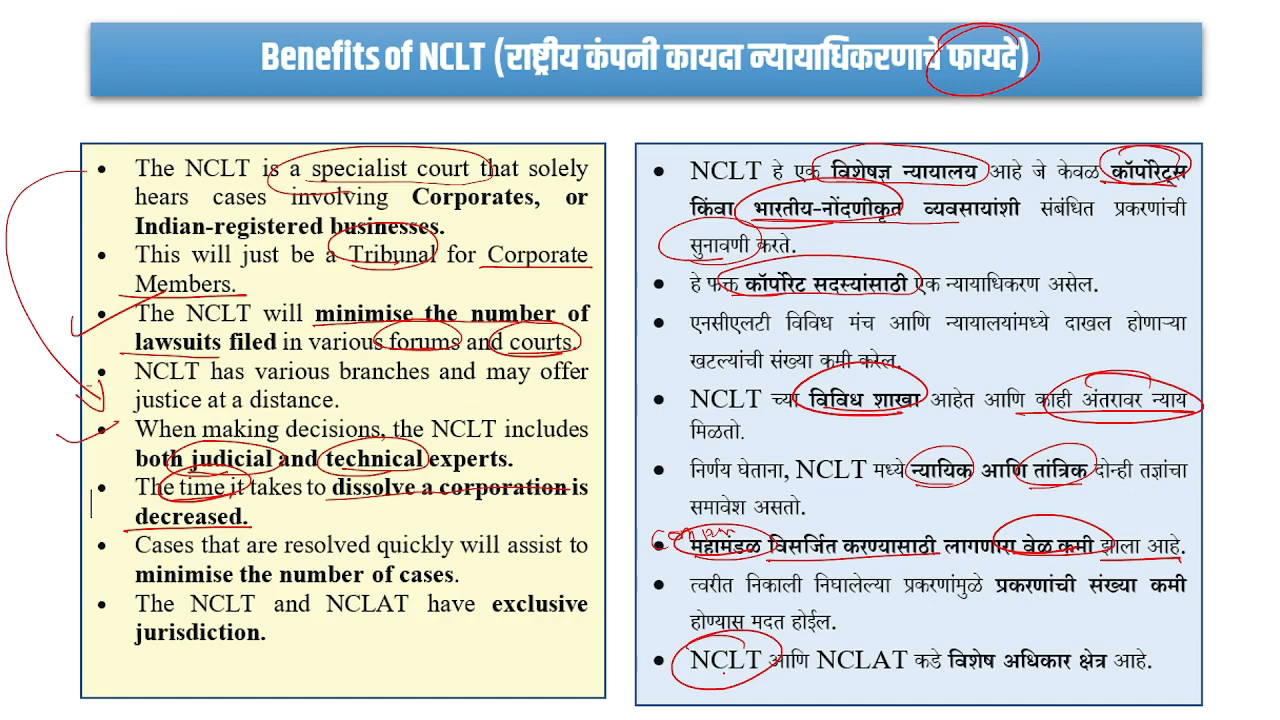 Benefits of NCLT (राष्ट्रीय कंपनी कायदा न्यायाधिकरणाचे फायदे)
• The NCLT is a specialist court that solely
hears cases involving Corporates, or
Indian-registered businesses.
• This will just be a Tribunal for Corporate
Members.
• The NCLT will minimise the number of
lawsuits filed in various forums and courts.
• NCLT has various branches and may offer
justice at a distance.
• When making decisions, the NCLT includes
both judicial and technical experts.
• The time it takes to dissolve a corporation is
decreased.
• Cases that are resolved quickly will assist to
minimise the number of cases.
• The NCLT and NCLAT have exclusive
jurisdiction.
• NCLT हे एक विशेषज्ञ न्यायालय आहे जे केवळ कॉर्पोरेट्स
किंवा भारतीय-नोंदणीकृत व्यवसायांशी संबंधित प्रकरणांची
सुनावणी करते.
• हे फक्त कॉर्पोरेट सदस्यांसाठी एक न्यायाधिकरण असेल.
• एनसीएलटी विविध मंच आणि न्यायालयांमध्ये दाखल होणाऱ्या
खटल्यांची संख्या कमी करेल.
• NCLT च्या विविध शाखा आहेत आणि काही अंतरावर न्याय
मिळतो.
• निर्णय घेताना, NCLT मध्ये न्यायिक आणि तांत्रिक दोन्ही तज्ञांचा
समावेश असतो.
• महामंडळ विसर्जित करण्यासाठी लागणारा वेळ कमी झाला आहे.
• त्वरीत निकाली निघालेल्या प्रकरणांमुळे प्रकरणांची संख्या कमी
होण्यास मदत होईल.
• NCLT आणि NCLAT कडे विशेष अधिकार क्षेत्र आहे.